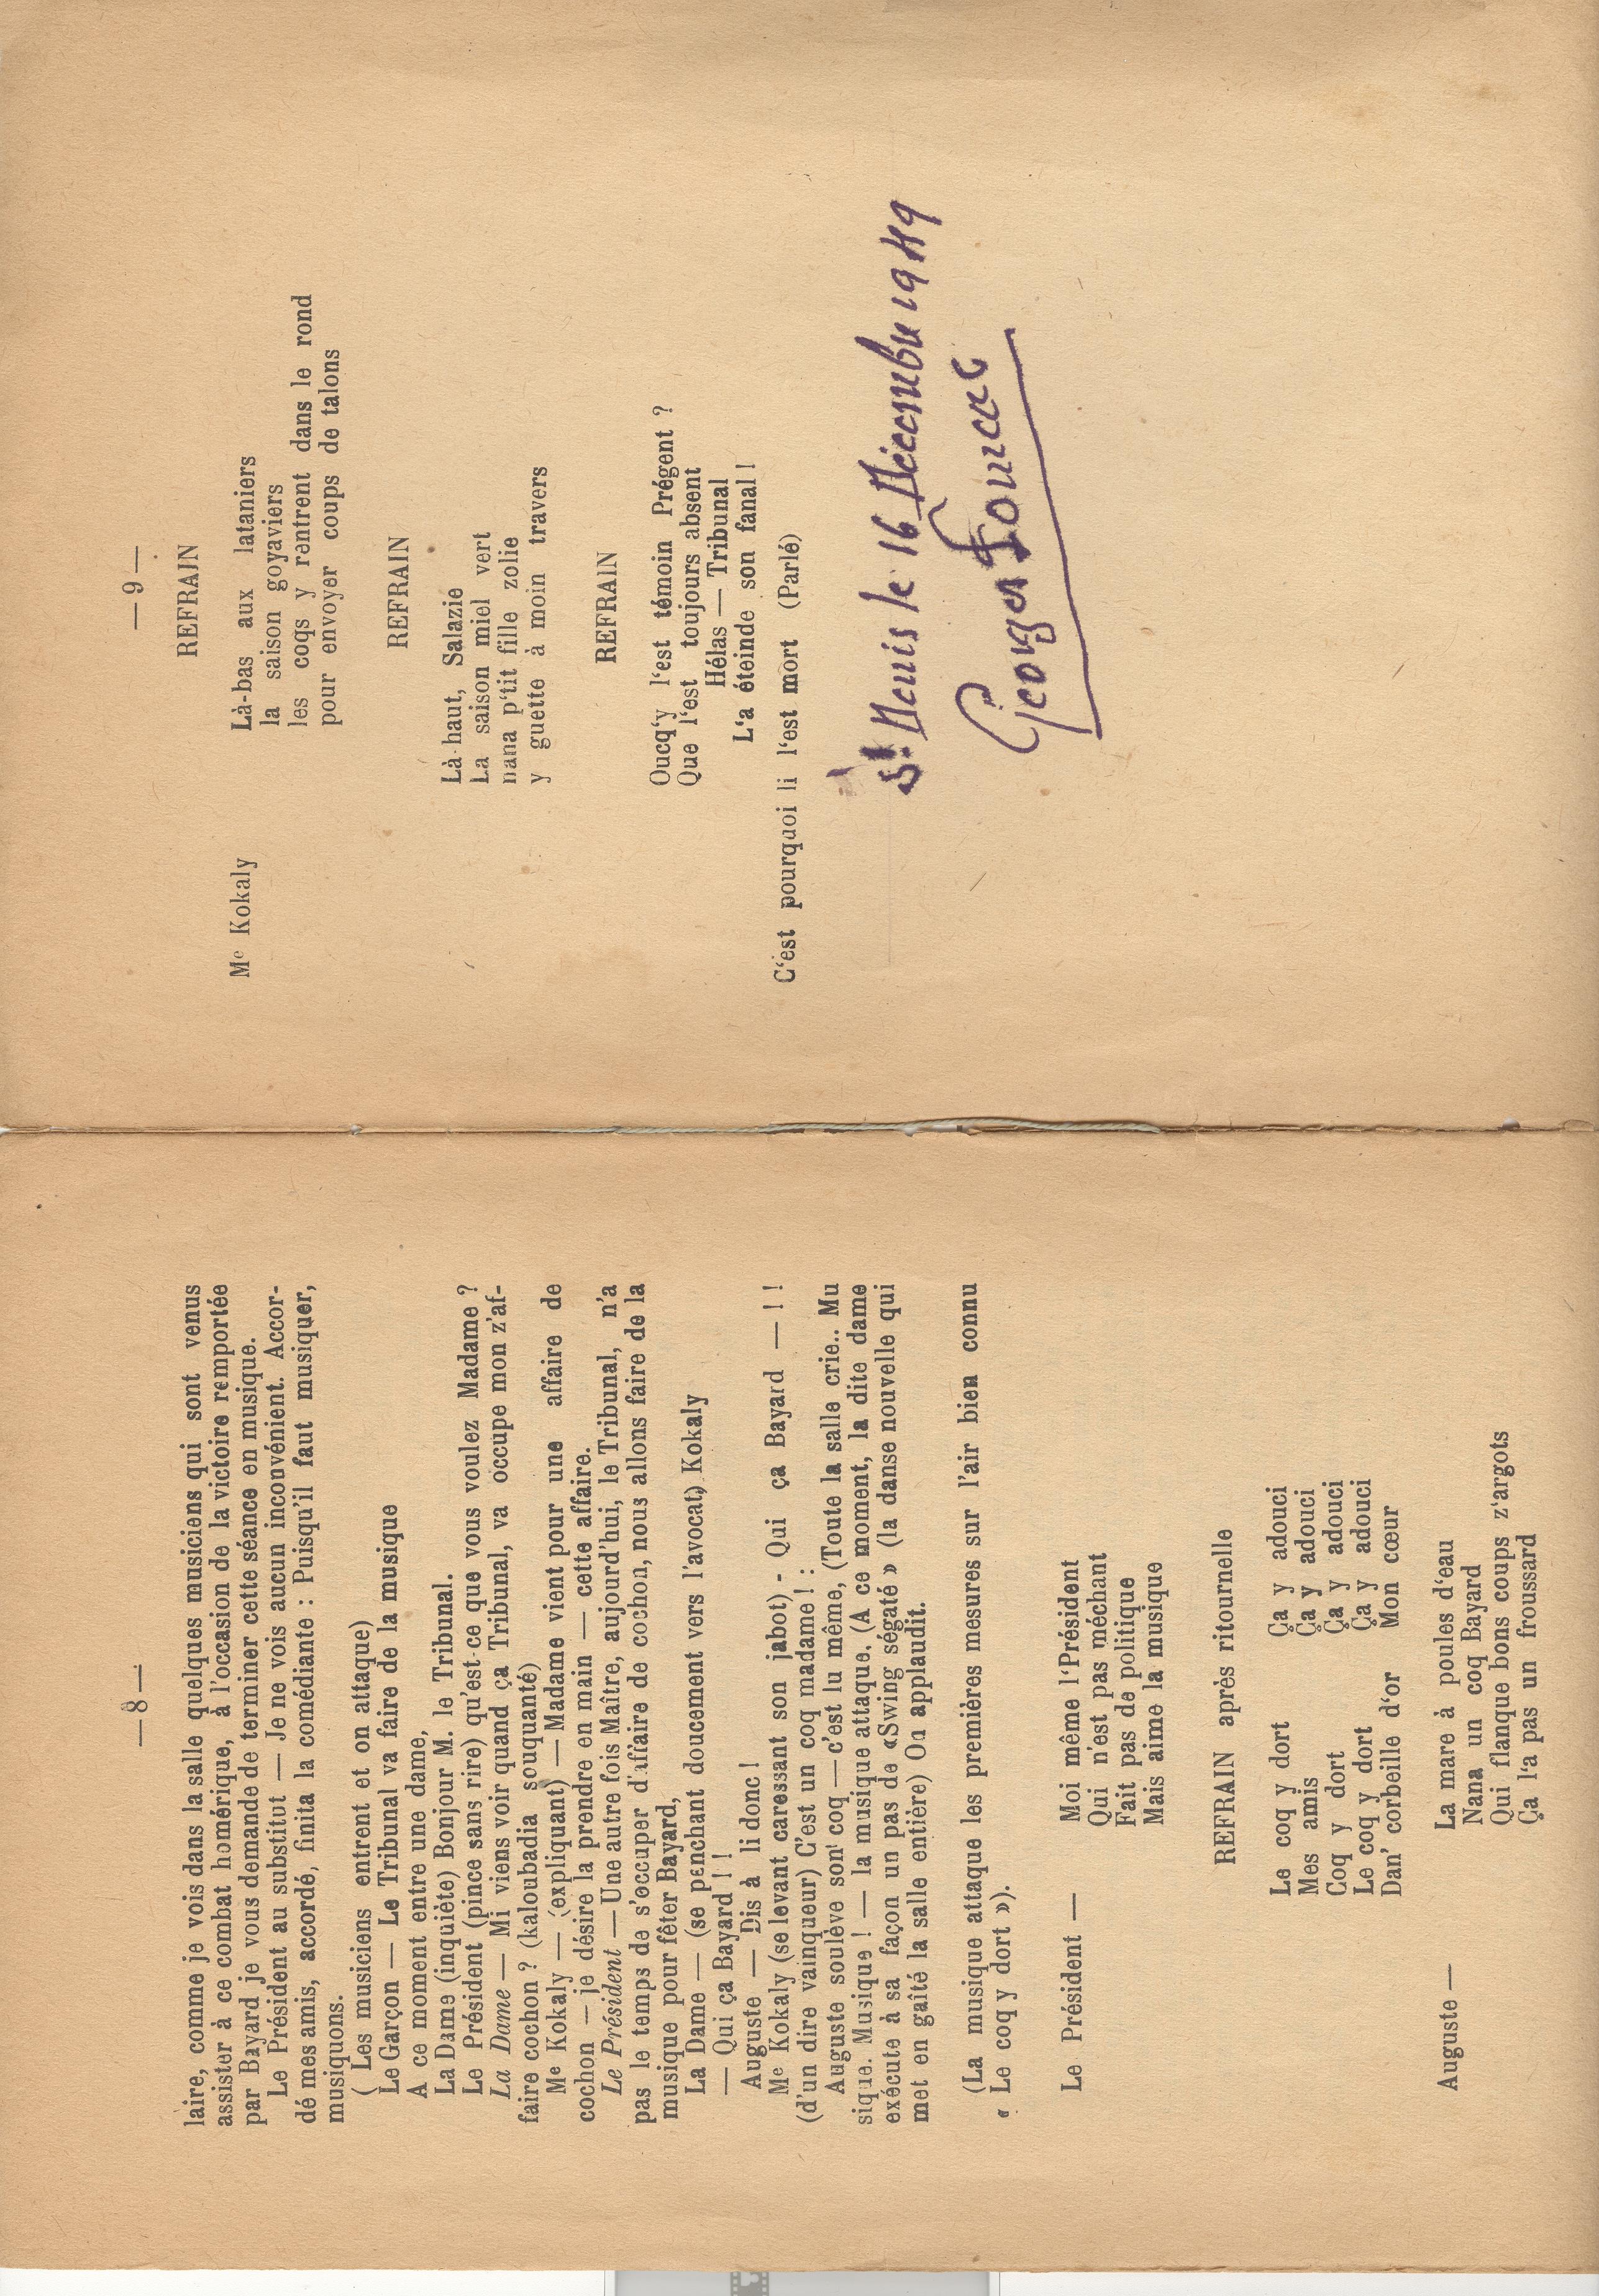 — 8 —
laire, comme je vois dans la salle quelques musiciens qui sont venus
assister à ce combat homérique, à l'occasion de la victoire remportée
par Bayard je vous demande de terminer cette séance en musique.
Le Président au substitut — Je ne vois aucun inconvénient. Accor-
dé mes amis, accordé, finita la comédiante : Puisqu'il faut musiquer,
musiquons.
( Les musiciens entrent et on attaque)
Le Garçon — Le Tribunal va faire de la musique
A ce moment entre une dame,
La Dame (inquiète) Bonjour M. le Tribunal.
Le Président (pince sans rire) qu'est-ce que vous voulez Madame ?
La Dame — Mi viens voir quand ça Tribunal, va occupe mon z'af-
faire cochon ? (kaloubadia souquanté)
Me Kokaly — (expliquant) — Madame vient pour une affaire de
cochon — je désire la prendre en main — cette affaire.
Le Président — Une autre fois Maître, aujourd'hui, le Tribunal, n'a
pas le temps de s'occuper d'affaire de cochon, nous allons faire de la
musique pour fêter Bayard,
La Dame — (se penchant doucement vers l'avocat) Kokaly
— Qui ça Bayard ! !
Auguste — Dis à li donc !
Me Kokaly (se levant caressant son jabot) - Qui ça Bayard — ! !
(d'un dire vainqueur) C'est un coq madame ! :
Auguste soulève son' coq — c'est lu même, (Toute la salle crie.. Mu
sique. Musique ! — la musique attaque. (A ce moment, la dite dame
exécute à sa façon un pas de «Swing ségaté » (la danse nouvelle qui
met en gaîté la salle entière) On applaudit.
(La musique attaque les premières mesures sur l'air bien connu
« Le coq y dort »).
Le Président — Moi même l'Président
Qui n'est pas méchant
Fait pas de politique
Mais aime la musique
REFRAIN après ritournelle
Le coq y dort Ça y adouci
Mes amis Ça y adouci
Coq y dort Ça y adouci
Le coq y dort Ça y adouci
Dan' corbeille d'or Mon cœur
Auguste — La mare à poules d'eau
Nana un coq Bayard
Qui flanque bons coups z'argots
Ça l'a pas un froussard
— 9 —
REFRAIN
Me Kokaly Là-bas aux lataniers
la saison goyaviers
les coqs y rentrent dans le rond
pour envoyer coups de talons
REFRAIN
Là-haut, Salazie
La saison miel vert
nana p'tit fille zolie
y guette à moin travers
REFRAIN
Oucq'y l'est témoin Prégent ?
Que l'est toujours absent
Hélas — Tribunal
L'a éteinde son fanal !
C'est pourquoi li l'est mort (Parlé)
St Denis le 16 Décembre 1949
Georges Fourcade